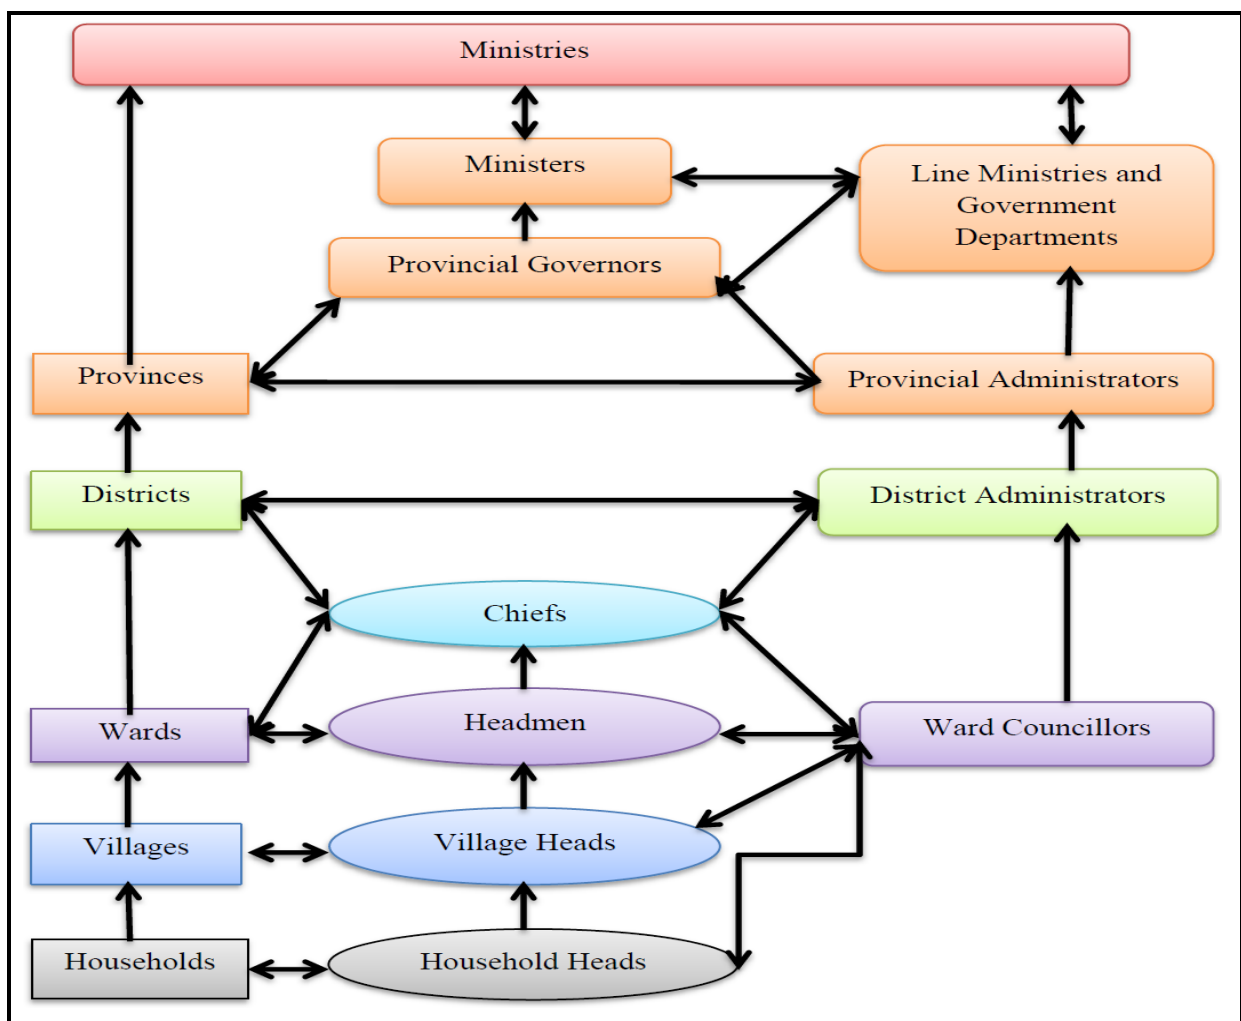 Ministries
Ministers
Line Ministries and
Government
Departments
Provincial Governors
Provinces
Provincial Administrators
Districts
District Administrators
Chiefs
Wards
Headmen
Ward Councillors
Villages
Village Heads
Households
Household Heads